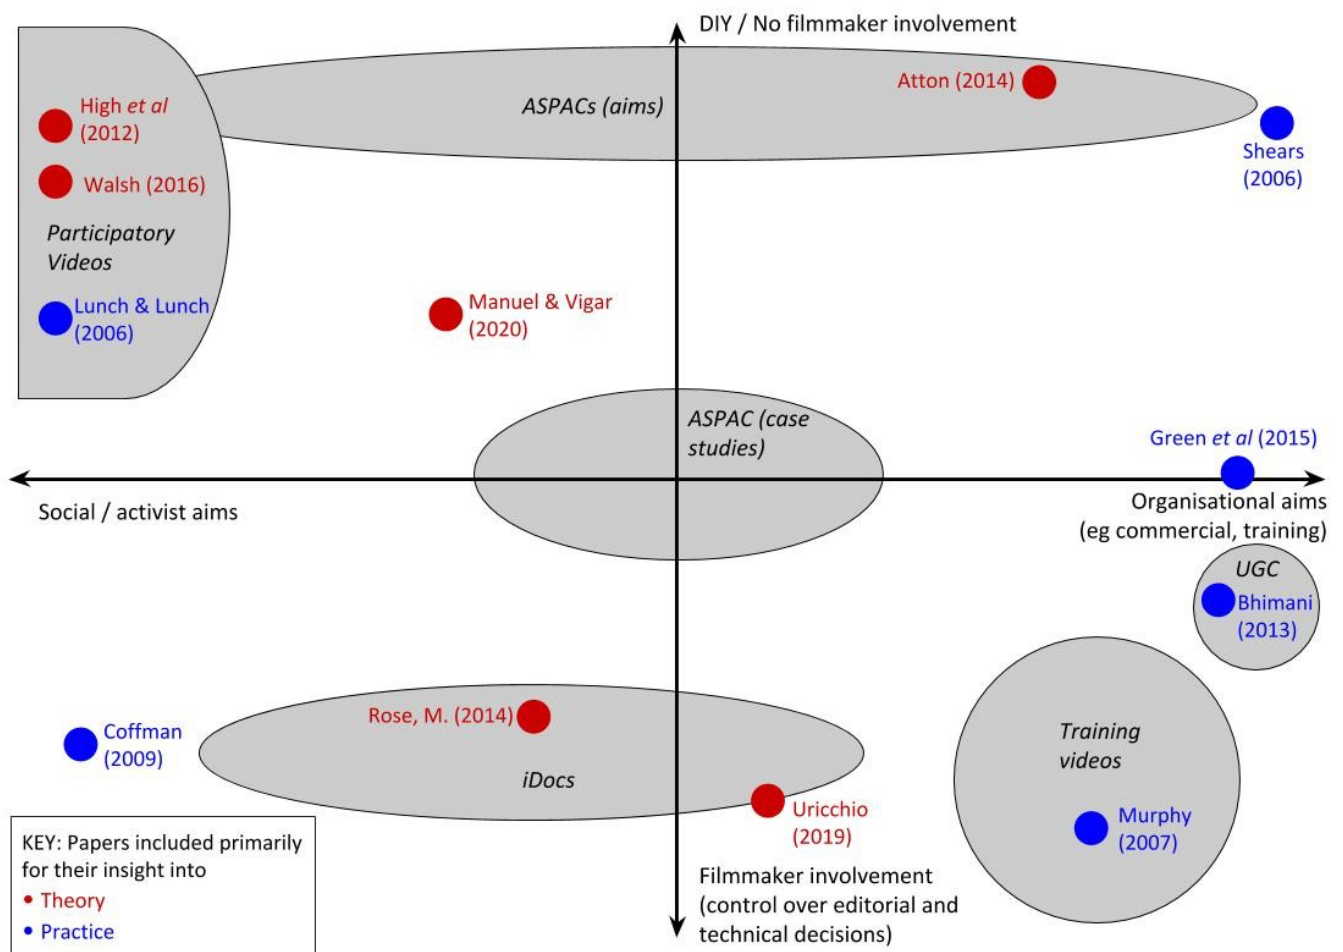 DIY / No filmmaker involvement
High et al
(2012)
ASPACs (aims)
Atton (2014)
Shears
(2006)
Walsh (2016)
Participatory
Videos
Lunch & Lunch
(2006)
Manuel & Vigar
(2020)
ASPAC (case
studies)
Green et al (2015)
Social / activist aims
Organisational aims
(eg commercial, training)
UGC
Bhimani
(2013)
Rose, M. (2014)
Coffman
(2009)
iDocs
Training
videos
Uricchio
(2019)
Murphy
(2007)
KEY: Papers included primarily
for their insight into
• Theory
• Practice
Filmmaker involvement
(control over editorial and
technical decisions)